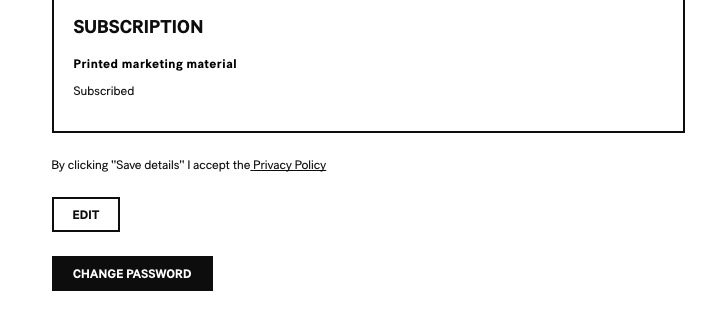 SUBSCRIPTION
Printed marketing material
Subscribed
By clicking "Save details" I accept the Privacy Policy
EDIT
CHANGE PASSWORD